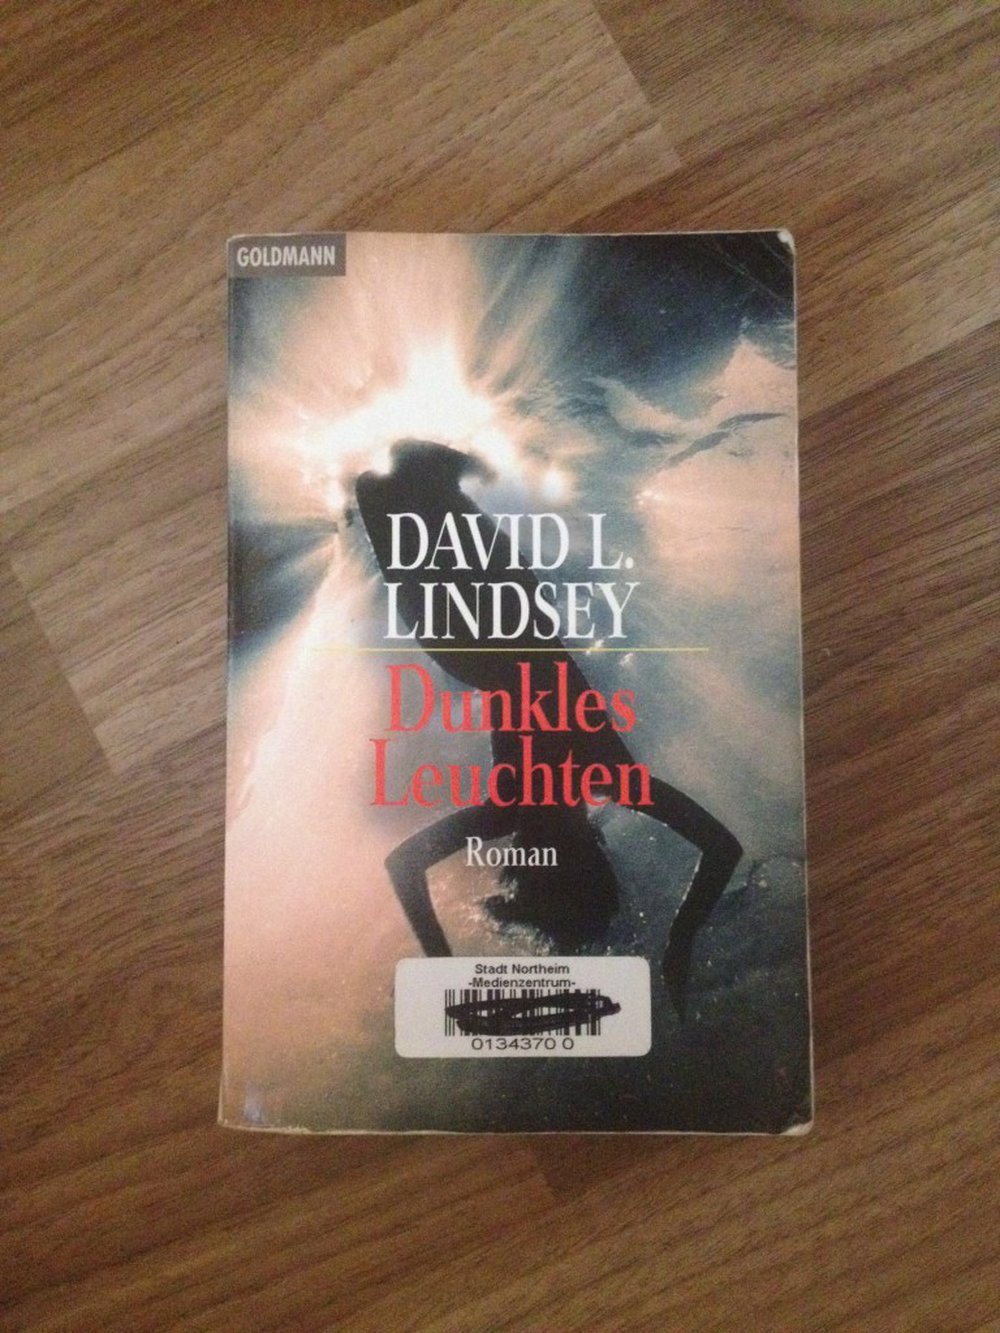 GOLDMANN
DAVID L.
LINDSEY
Dunkles
Leuchten
Roman
Stadt Northeim
-Medienzentrum-
0134370 0